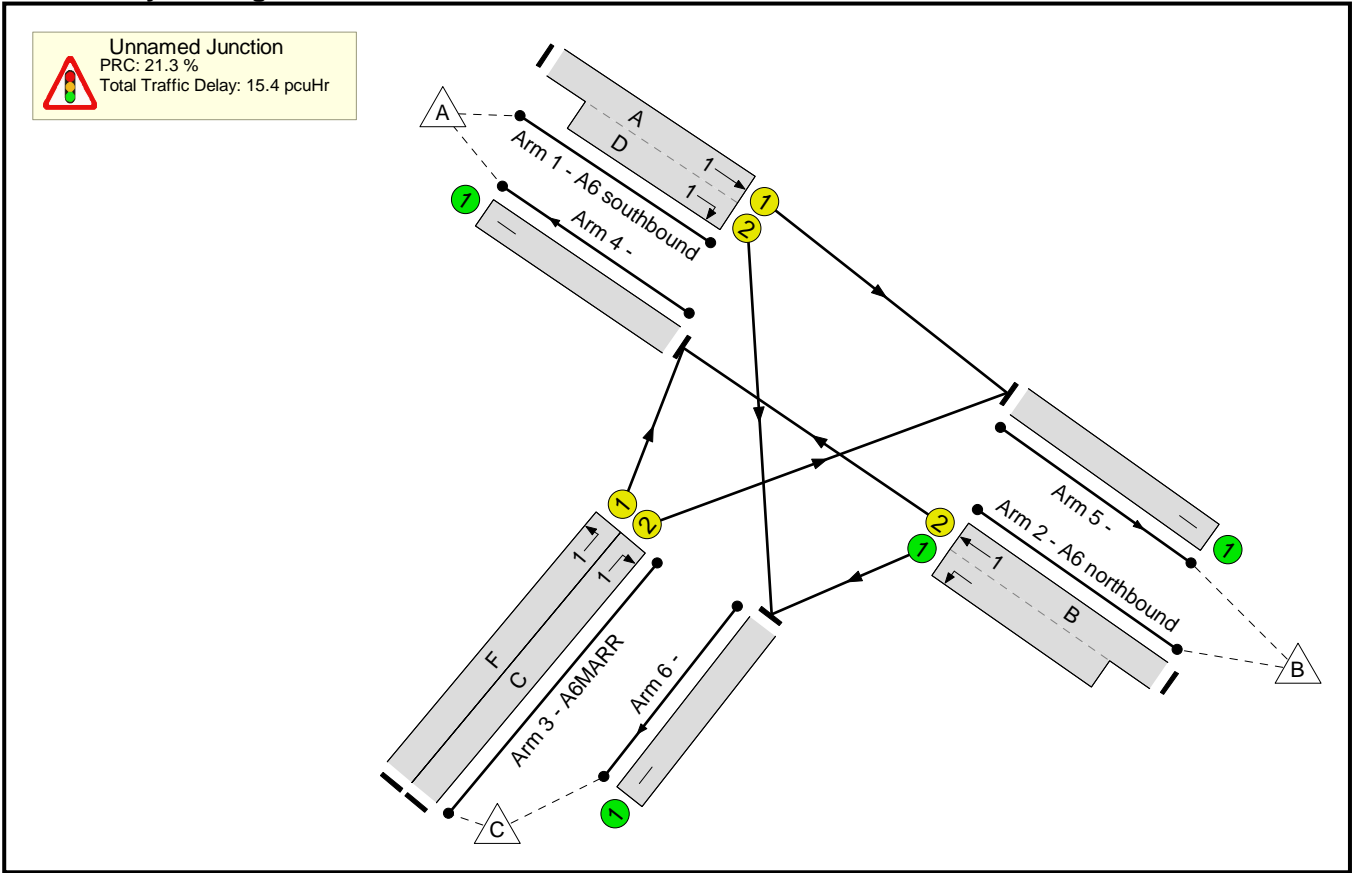 Unnamed Junction
PRC: 21.3 %
Total Traffic Delay: 15.4 pcuHr
A
A
D
1
1
Arm 1 - A6 southbound
1
2
1
Arm 4 -
1
2
1
1
F
C
Arm 3 - A6MARR
Arm 6 -
1
C
Arm 5 -
1
2
1
1
Arm 2 - A6 northbound
B
B